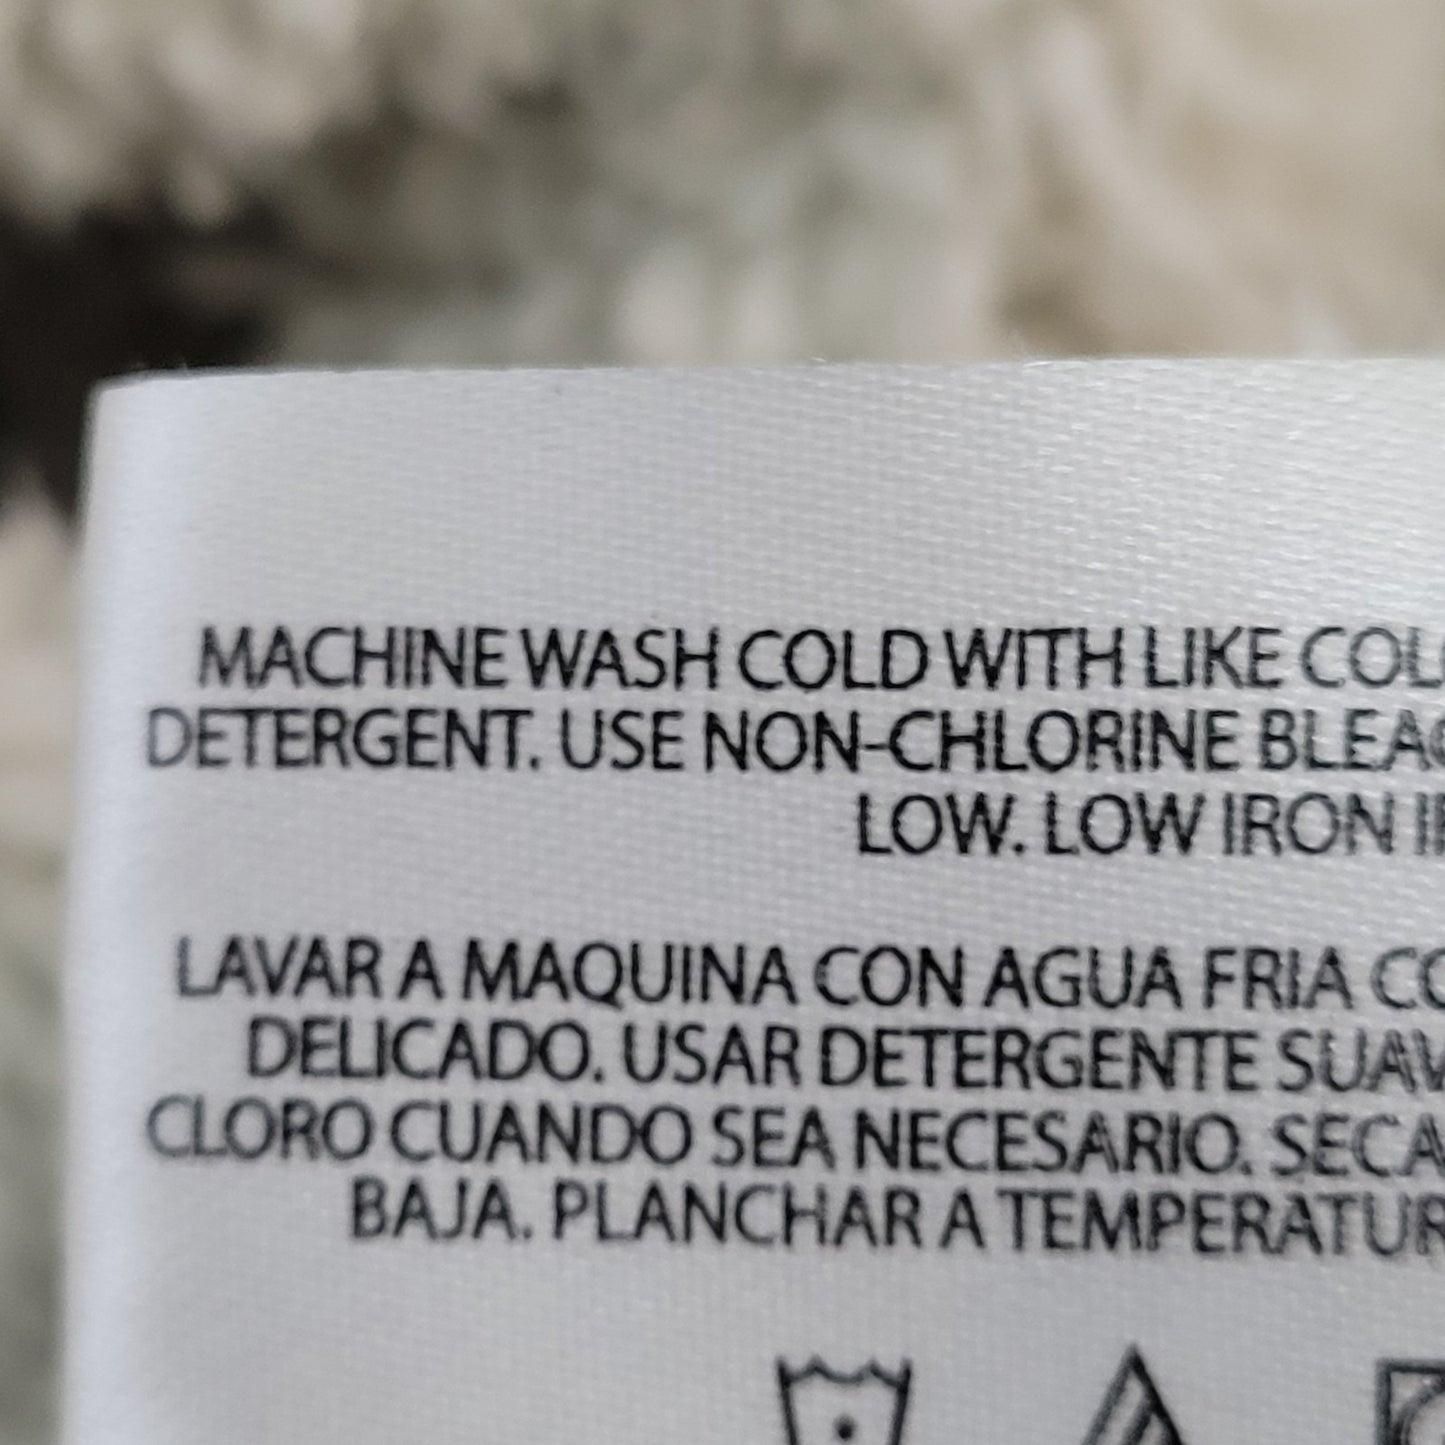 MACHINE WASH COLD WITH LIKE
DETERGENT. USE NON-CHLORINE
LOW. LOW IRON
LAVAR A MAQUINA CON AGUA FRIA
DELICADO. USAR DETERGENTE
CLORO CUANDO SEA NECESARIO.
BAJA. PLANCHAR A